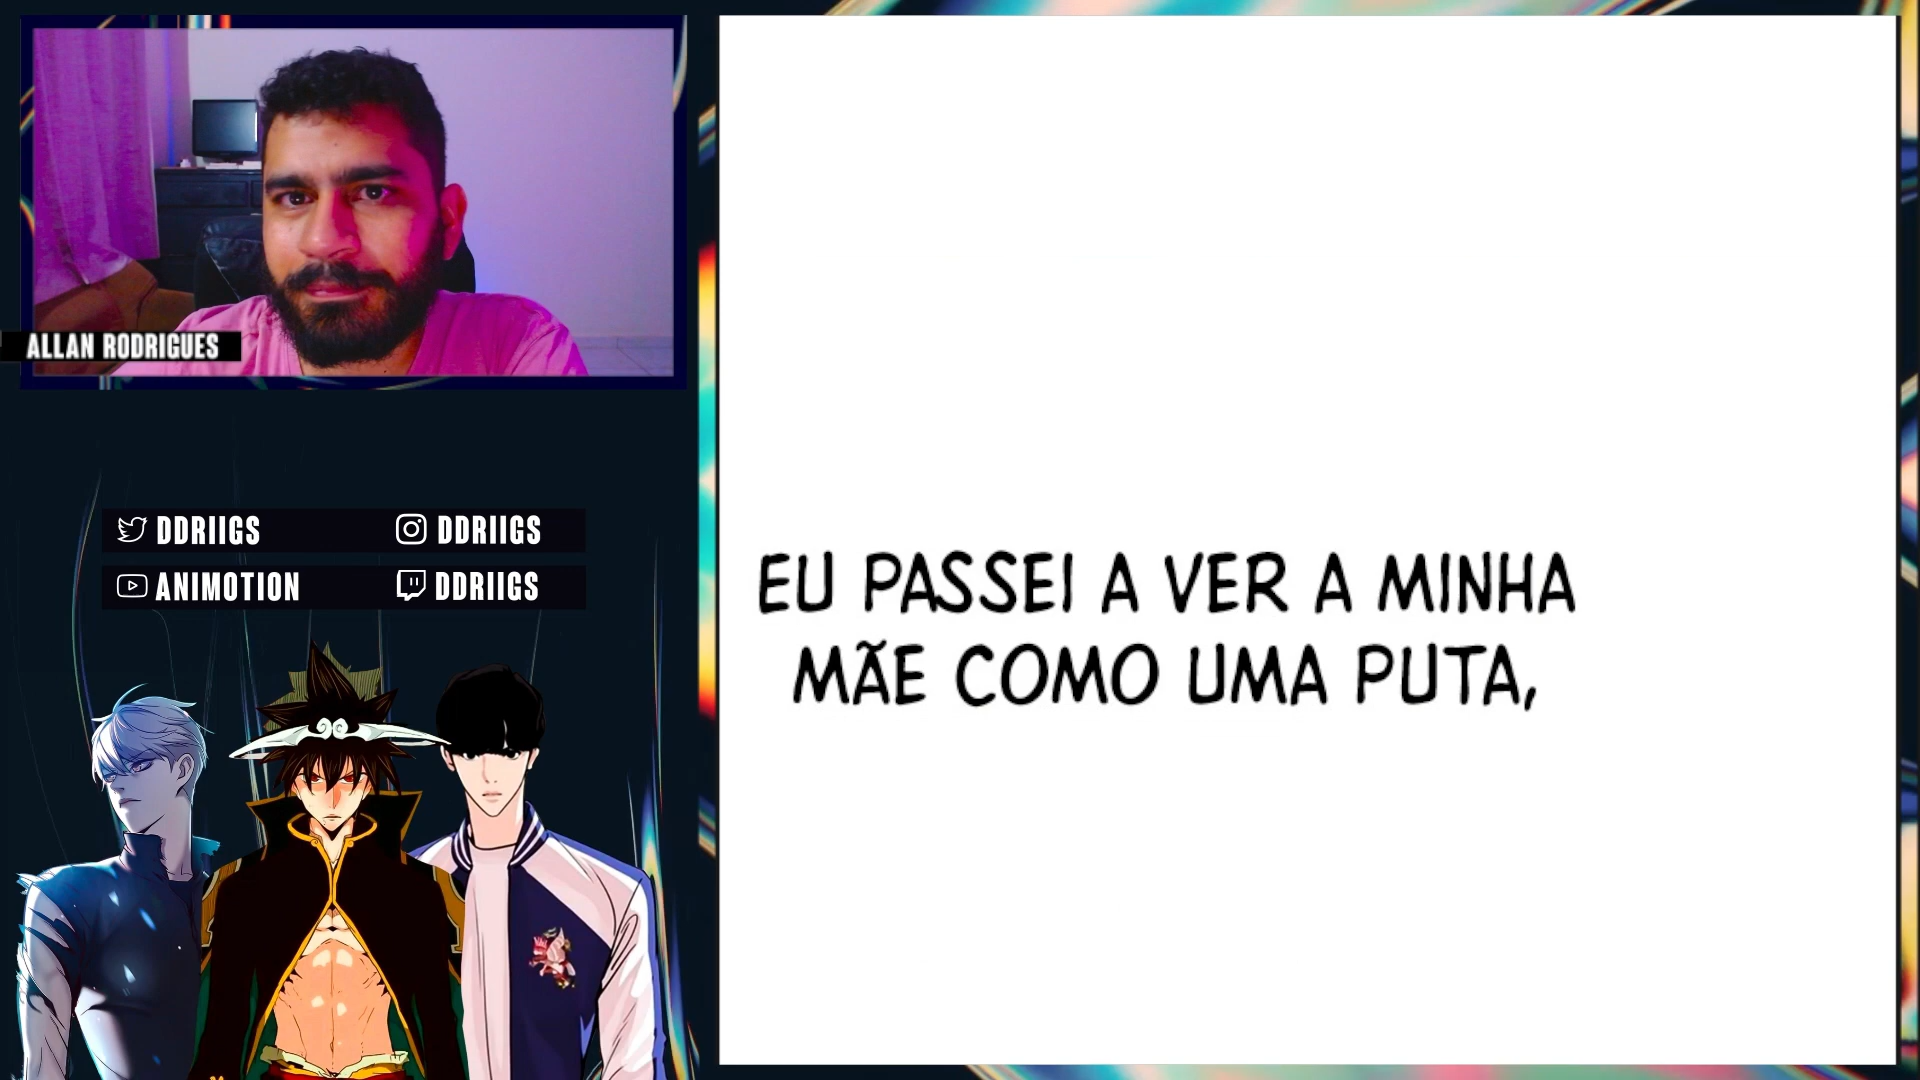 ALLAN RODRIGUES
DDRIIGS
DDRIIGS
ANIMOTION
DDRIIGS
EU PASSEI A VER A MINHA
MÃE COMO UMA PUTA,